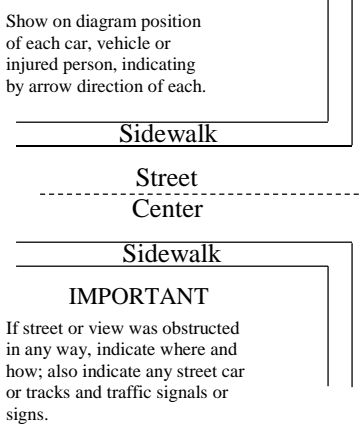 Show on diagram position
of each car, vehicle or
injured person, indicating
by arrow direction of each.
Sidewalk
Street
Center
Sidewalk
IMPORTANT
If street or view was obstructed
in any way, indicate where and
how; also indicate any street car
or tracks and traffic signals or
signs.